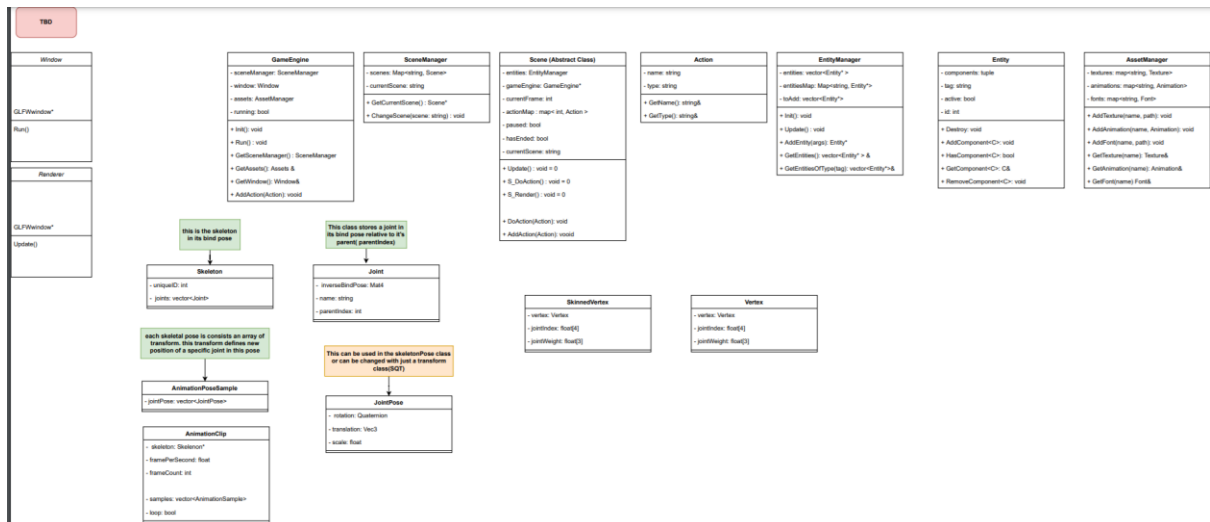 TBD
Window
GLFWwindow*
Run()
Renderer
GLFWwindow*
Update()
GameEngine
- sceneManager: SceneManager
- window: Window
- assets: AssetManager
- running: bool
+ Init(): void
+ Run() : void
+ GetSceneManager() : SceneManager
+ GetAssets(): Assets &
+ GetWindow(): Window&
+ AddAction(Action): vooid
SceneManager
- scenes: Map<string, Scene>
- currentScene: string
+ GetCurrentScene() : Scene*
+ ChangeScene(scene: string) : void
Scene (Abstract Class)
- entities: EntityManager
- gameEngine: GameEngine*
- currentFrame: int
- actionMap : map< int, Action >
- paused: bool
- hasEnded: bool
- currentScene: string
+ Update() : void = 0
+ S_DoAction() : void = 0
+ S_Render() : void = 0
+ DoAction(Action): void
+ AddAction(Action): vooid
Action
- name: string
- type: string
+ GetName(): string&
+ GetType(): string&
EntityManager
- entities: vector<Entity* >
- entitiesMap: Map<string, Entity*>
- toAdd: vector<Entity*>
+ Init(): void
+ Update() : void
+ AddEntity(args): Entity*
+ GetEntities(): vector<Entity* > &
+ GetEntitiesOfType(tag): vector<Entity*>&
Entity
- components: tuple
- tag: string
- active: bool
- id: int
+ Destroy: void
+ AddComponent<C>: void
+ HasComponent<C>: bool
+ GetComponent<C>: C&
+ RemoveComponent<C>: void
AssetManager
- textures: map<string, Texture>
- animations: map<string, Animation>
- fonts: map<string, Font>
+ AddTexture(name, path): void
+ AddAnimation(name, Animation): void
+ AddFont(name, path): void
+ GetTexture(name): Texture&
+ GetAnimation(name): Animation&
+ GetFont(name) Font&
this is the skeleton
in its bind pose
Skeleton
- uniqueID: int
- joints: vector<Joint>
This class stores a joint in
its bind pose relative to it's
parent( parentIndex)
Joint
- inverseBindPose: Mat4
- name: string
- parentIndex: int
SkinnedVertex
- vertex: Vertex
- jointIndex: float[4]
- jointWeight: float[3]
Vertex
- vertex: Vertex
- jointIndex: float[4]
- jointWeight: float[3]
each skeletal pose is consists an array of
transform. this transform defines new
position of a specific joint in this pose
AnimationPoseSample
- jointPose: vector<JointPose>
This can be used in the skeletonPose class
or can be changed with just a transform
class(SQT)
JointPose
- rotation: Quaternion
- translation: Vec3
- scale: float
AnimationClip
- skeleton: Skelenon*
- framePerSecond: float
- frameCount: int
- samples: vector<AnimationSample>
- loop: bool